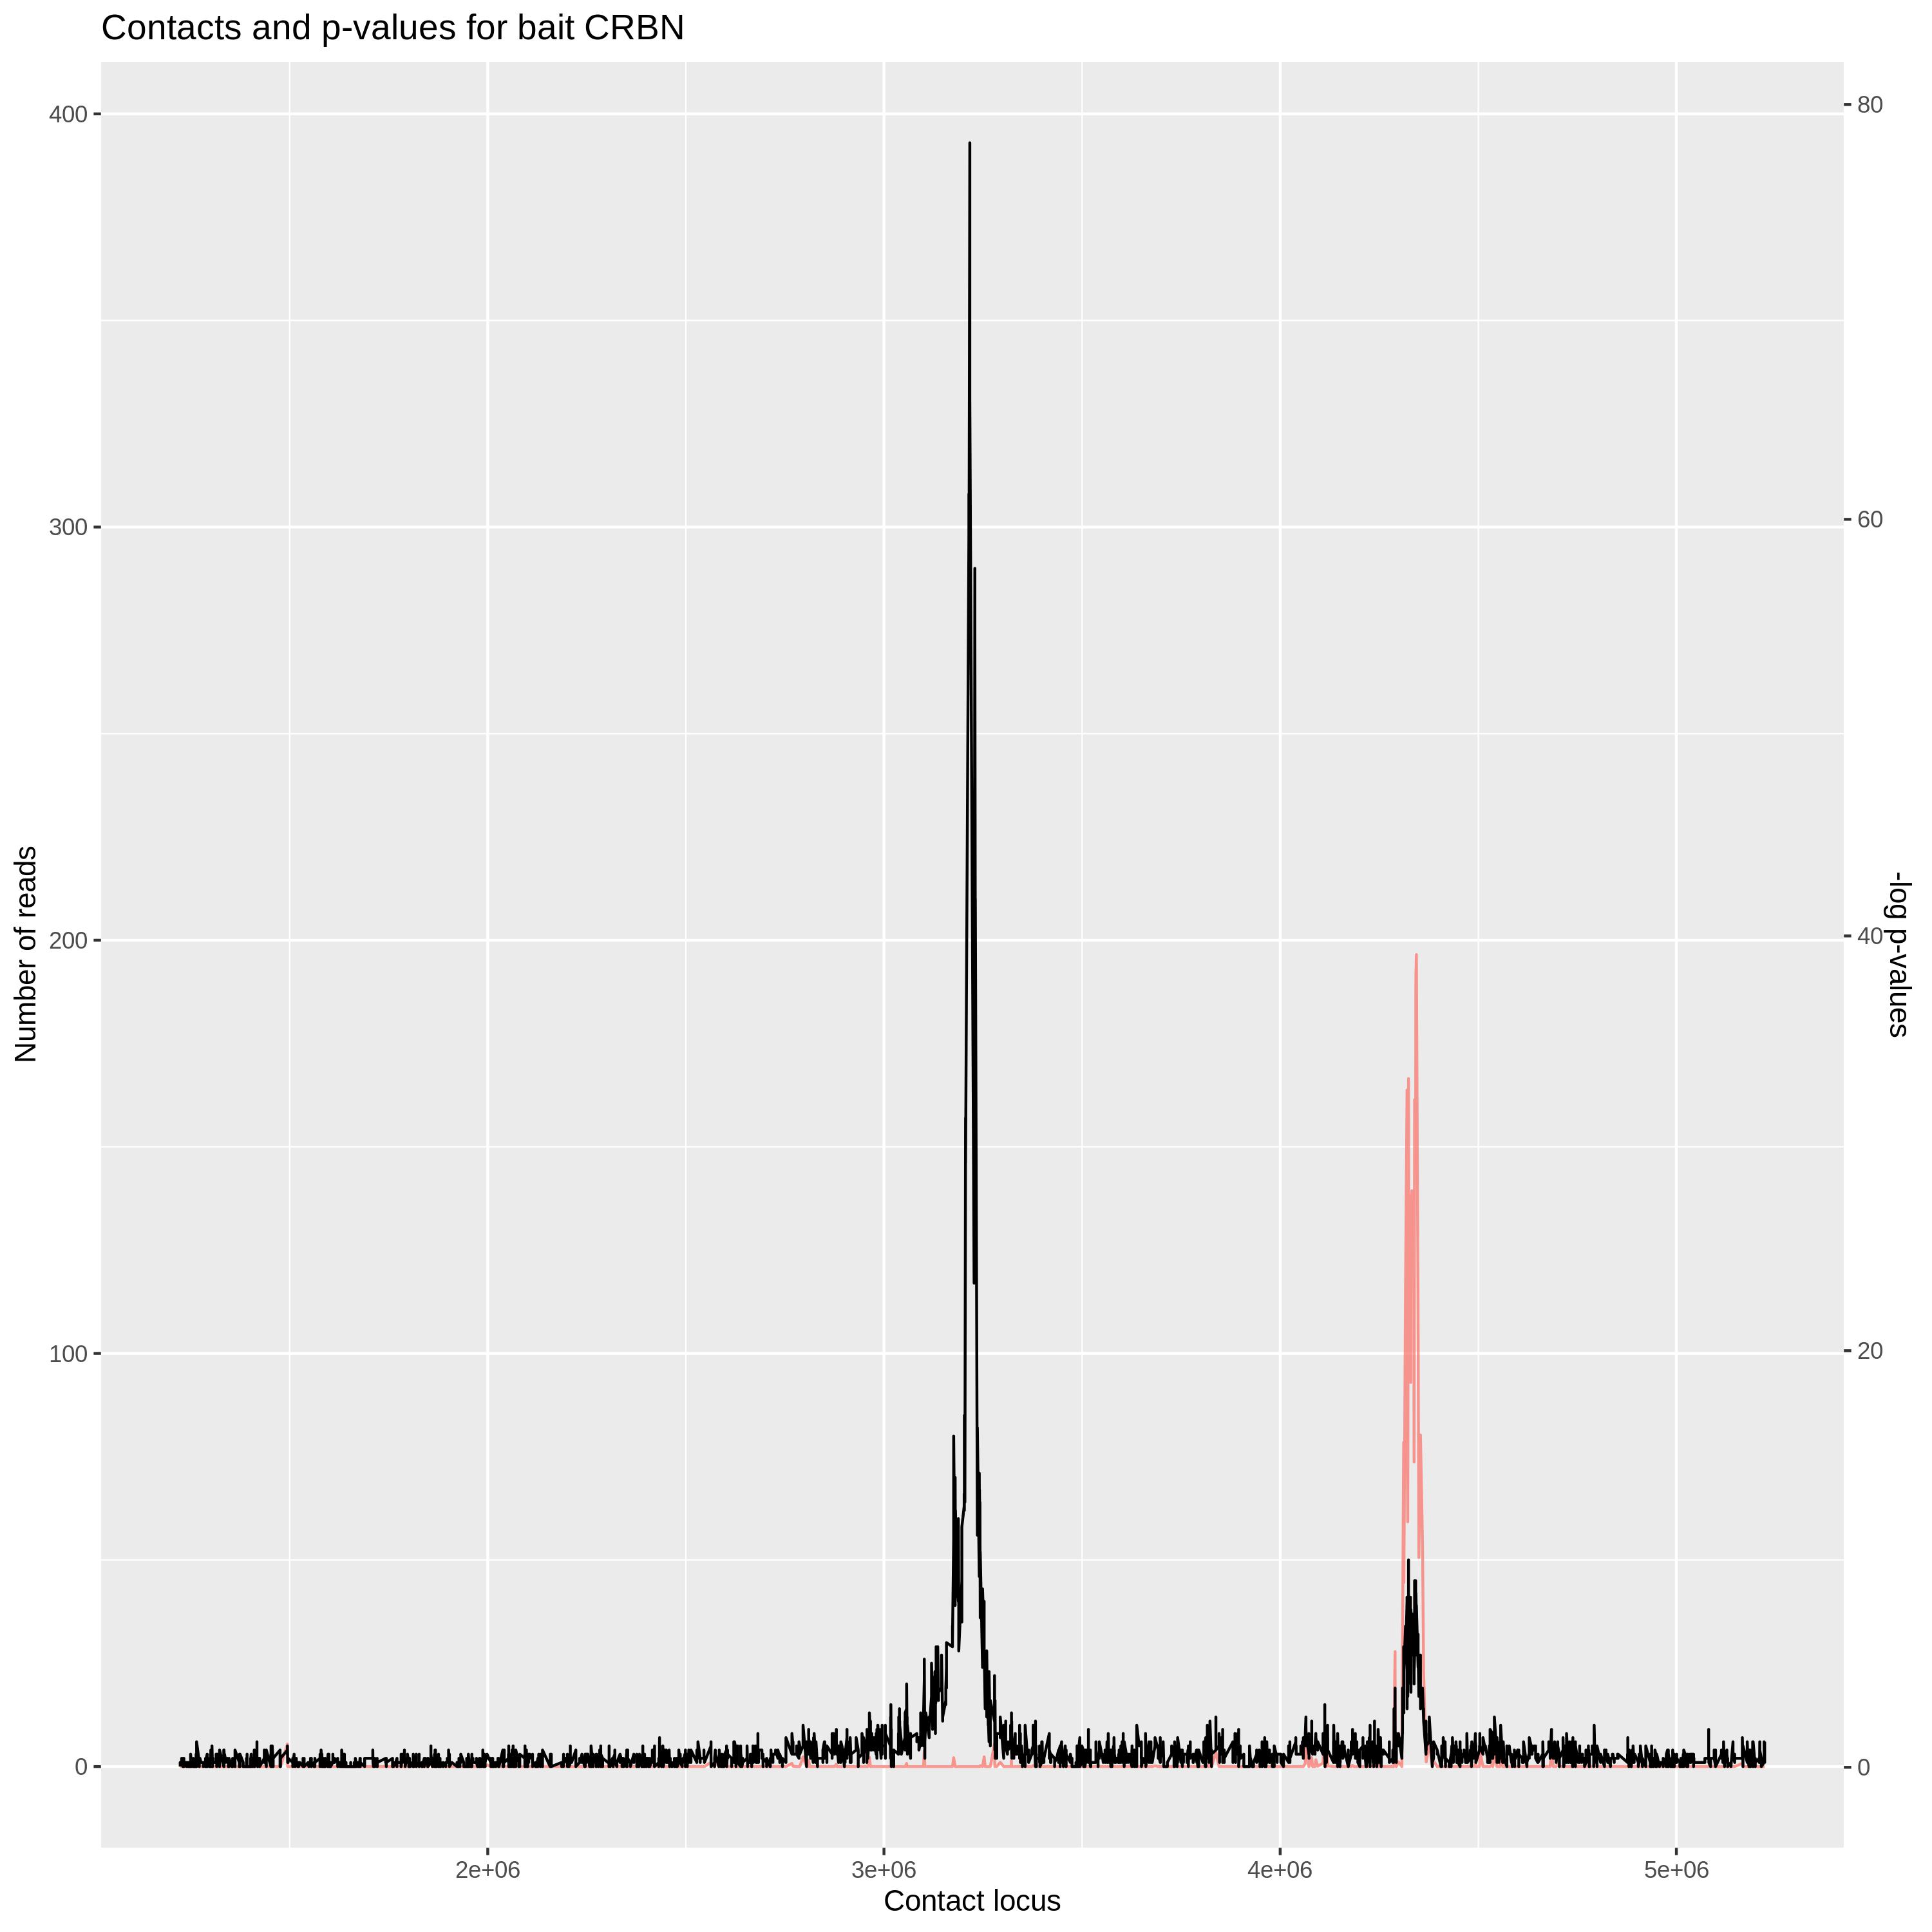 Contacts and p-values for bait CRBN
400
300
200
100
0
Number of reads
80
60
40
20
0
-log p-values
2e+06
3e+06
4e+06
5e+06
Contact locus